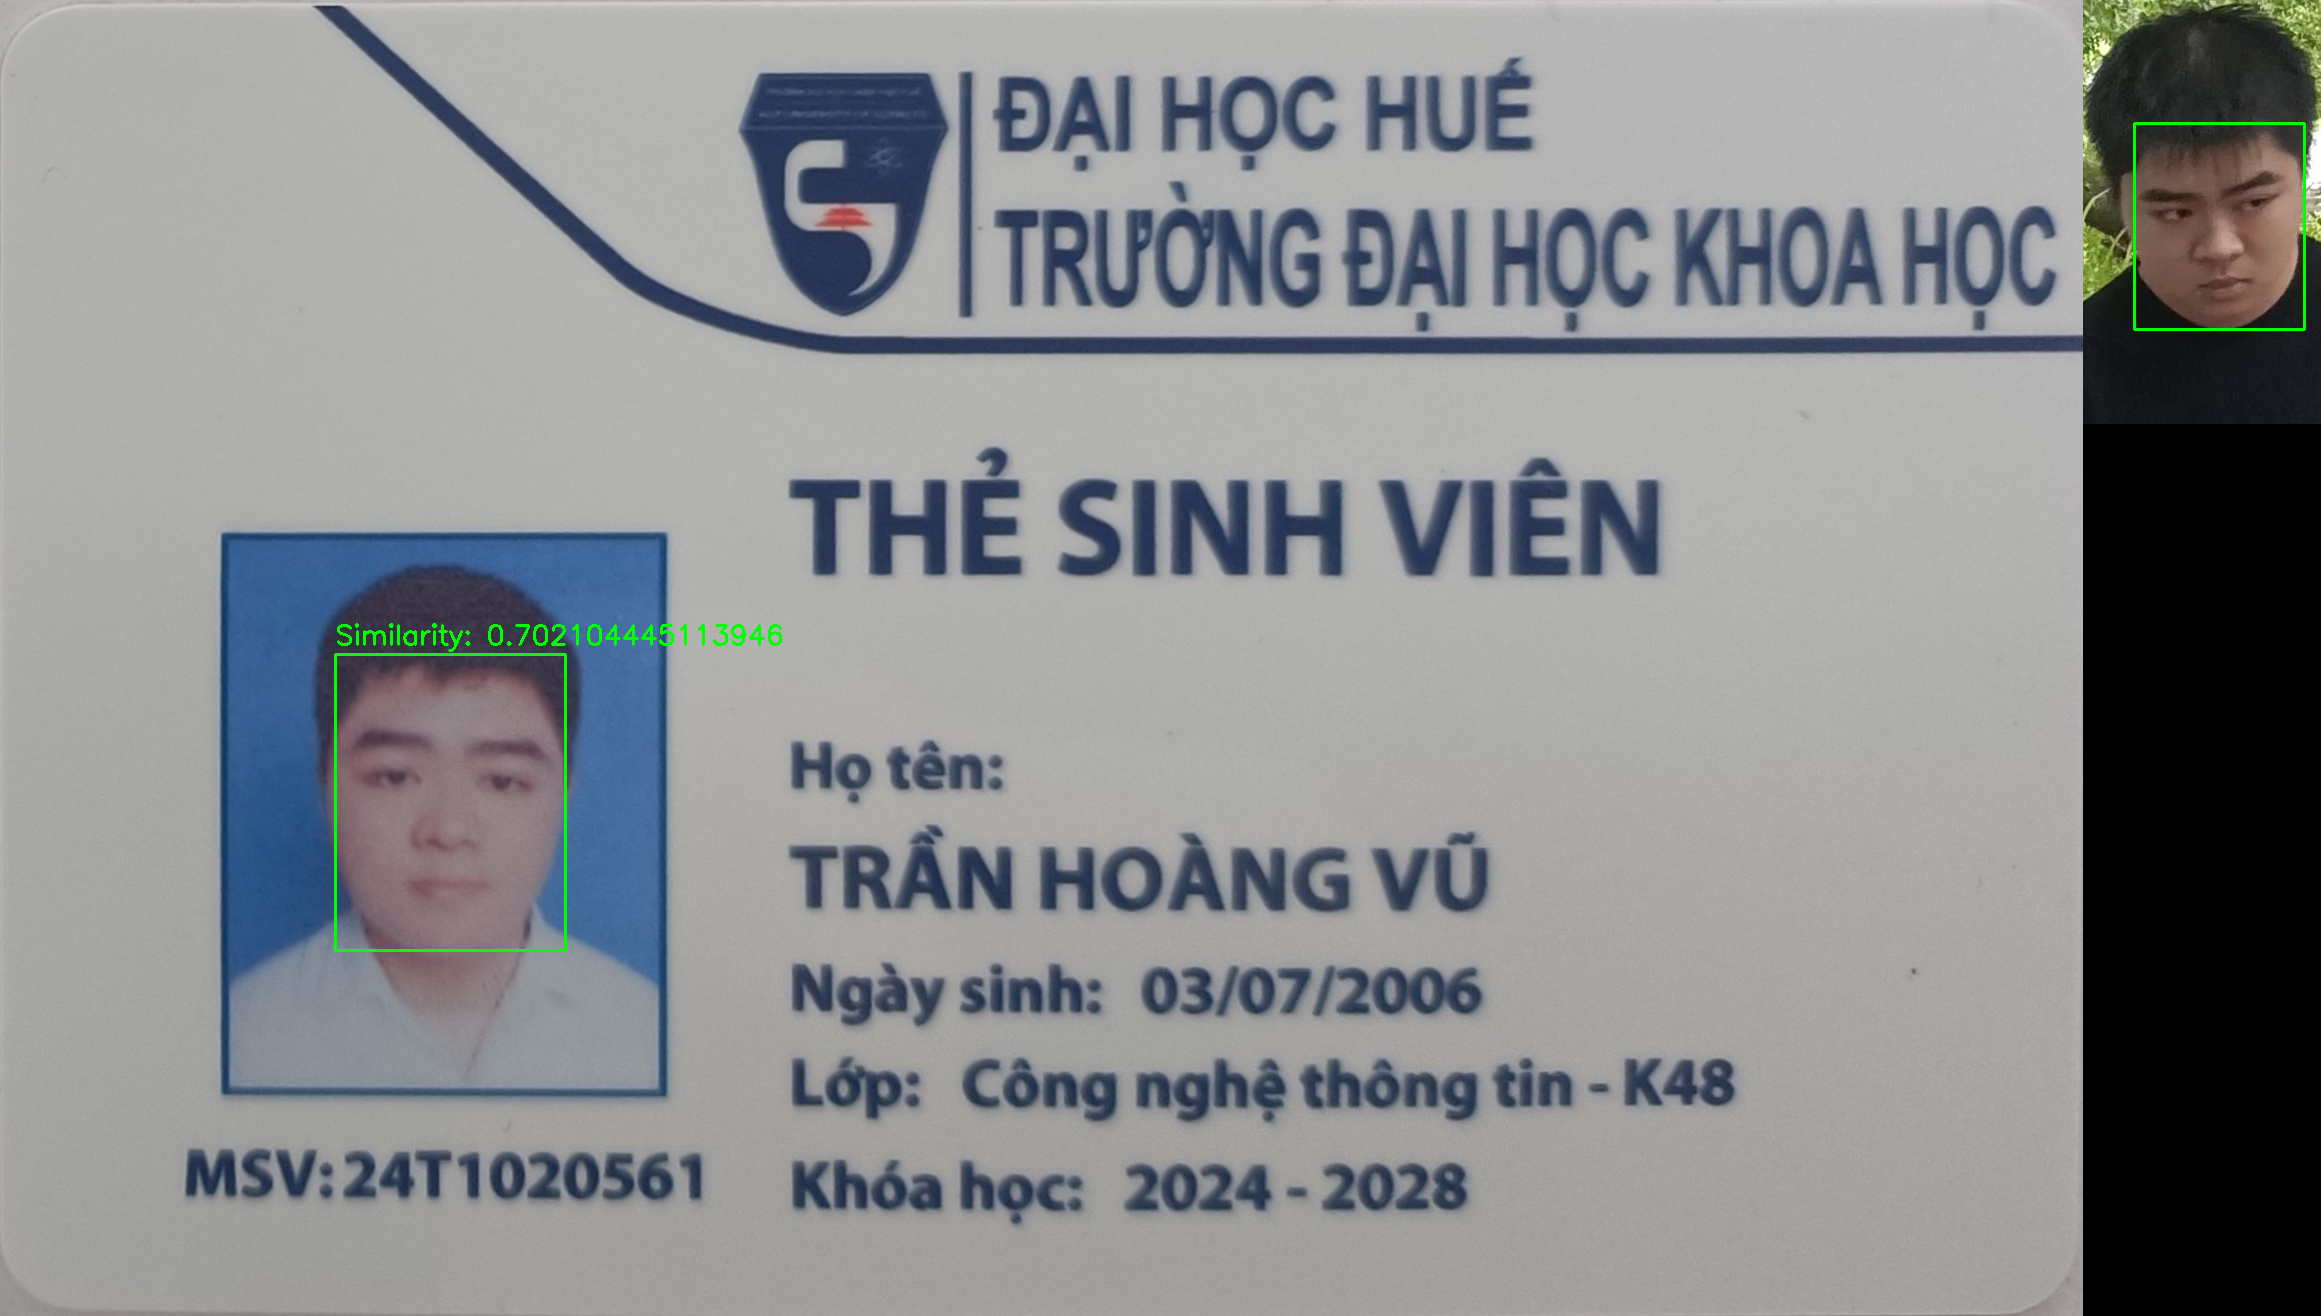 ĐẠI HỌC HUẾ
TRƯỜNG ĐẠI HỌC KHOA HỌC
THẺ SINH VIÊN
Similarity: 0.702104445113946
Họ tên:
TRẦN HOÀNG VŨ
Ngày sinh: 03/07/2006
Lớp: Công nghệ thông tin - K48
MSV: 24T1020561
Khóa học: 2024 - 2028